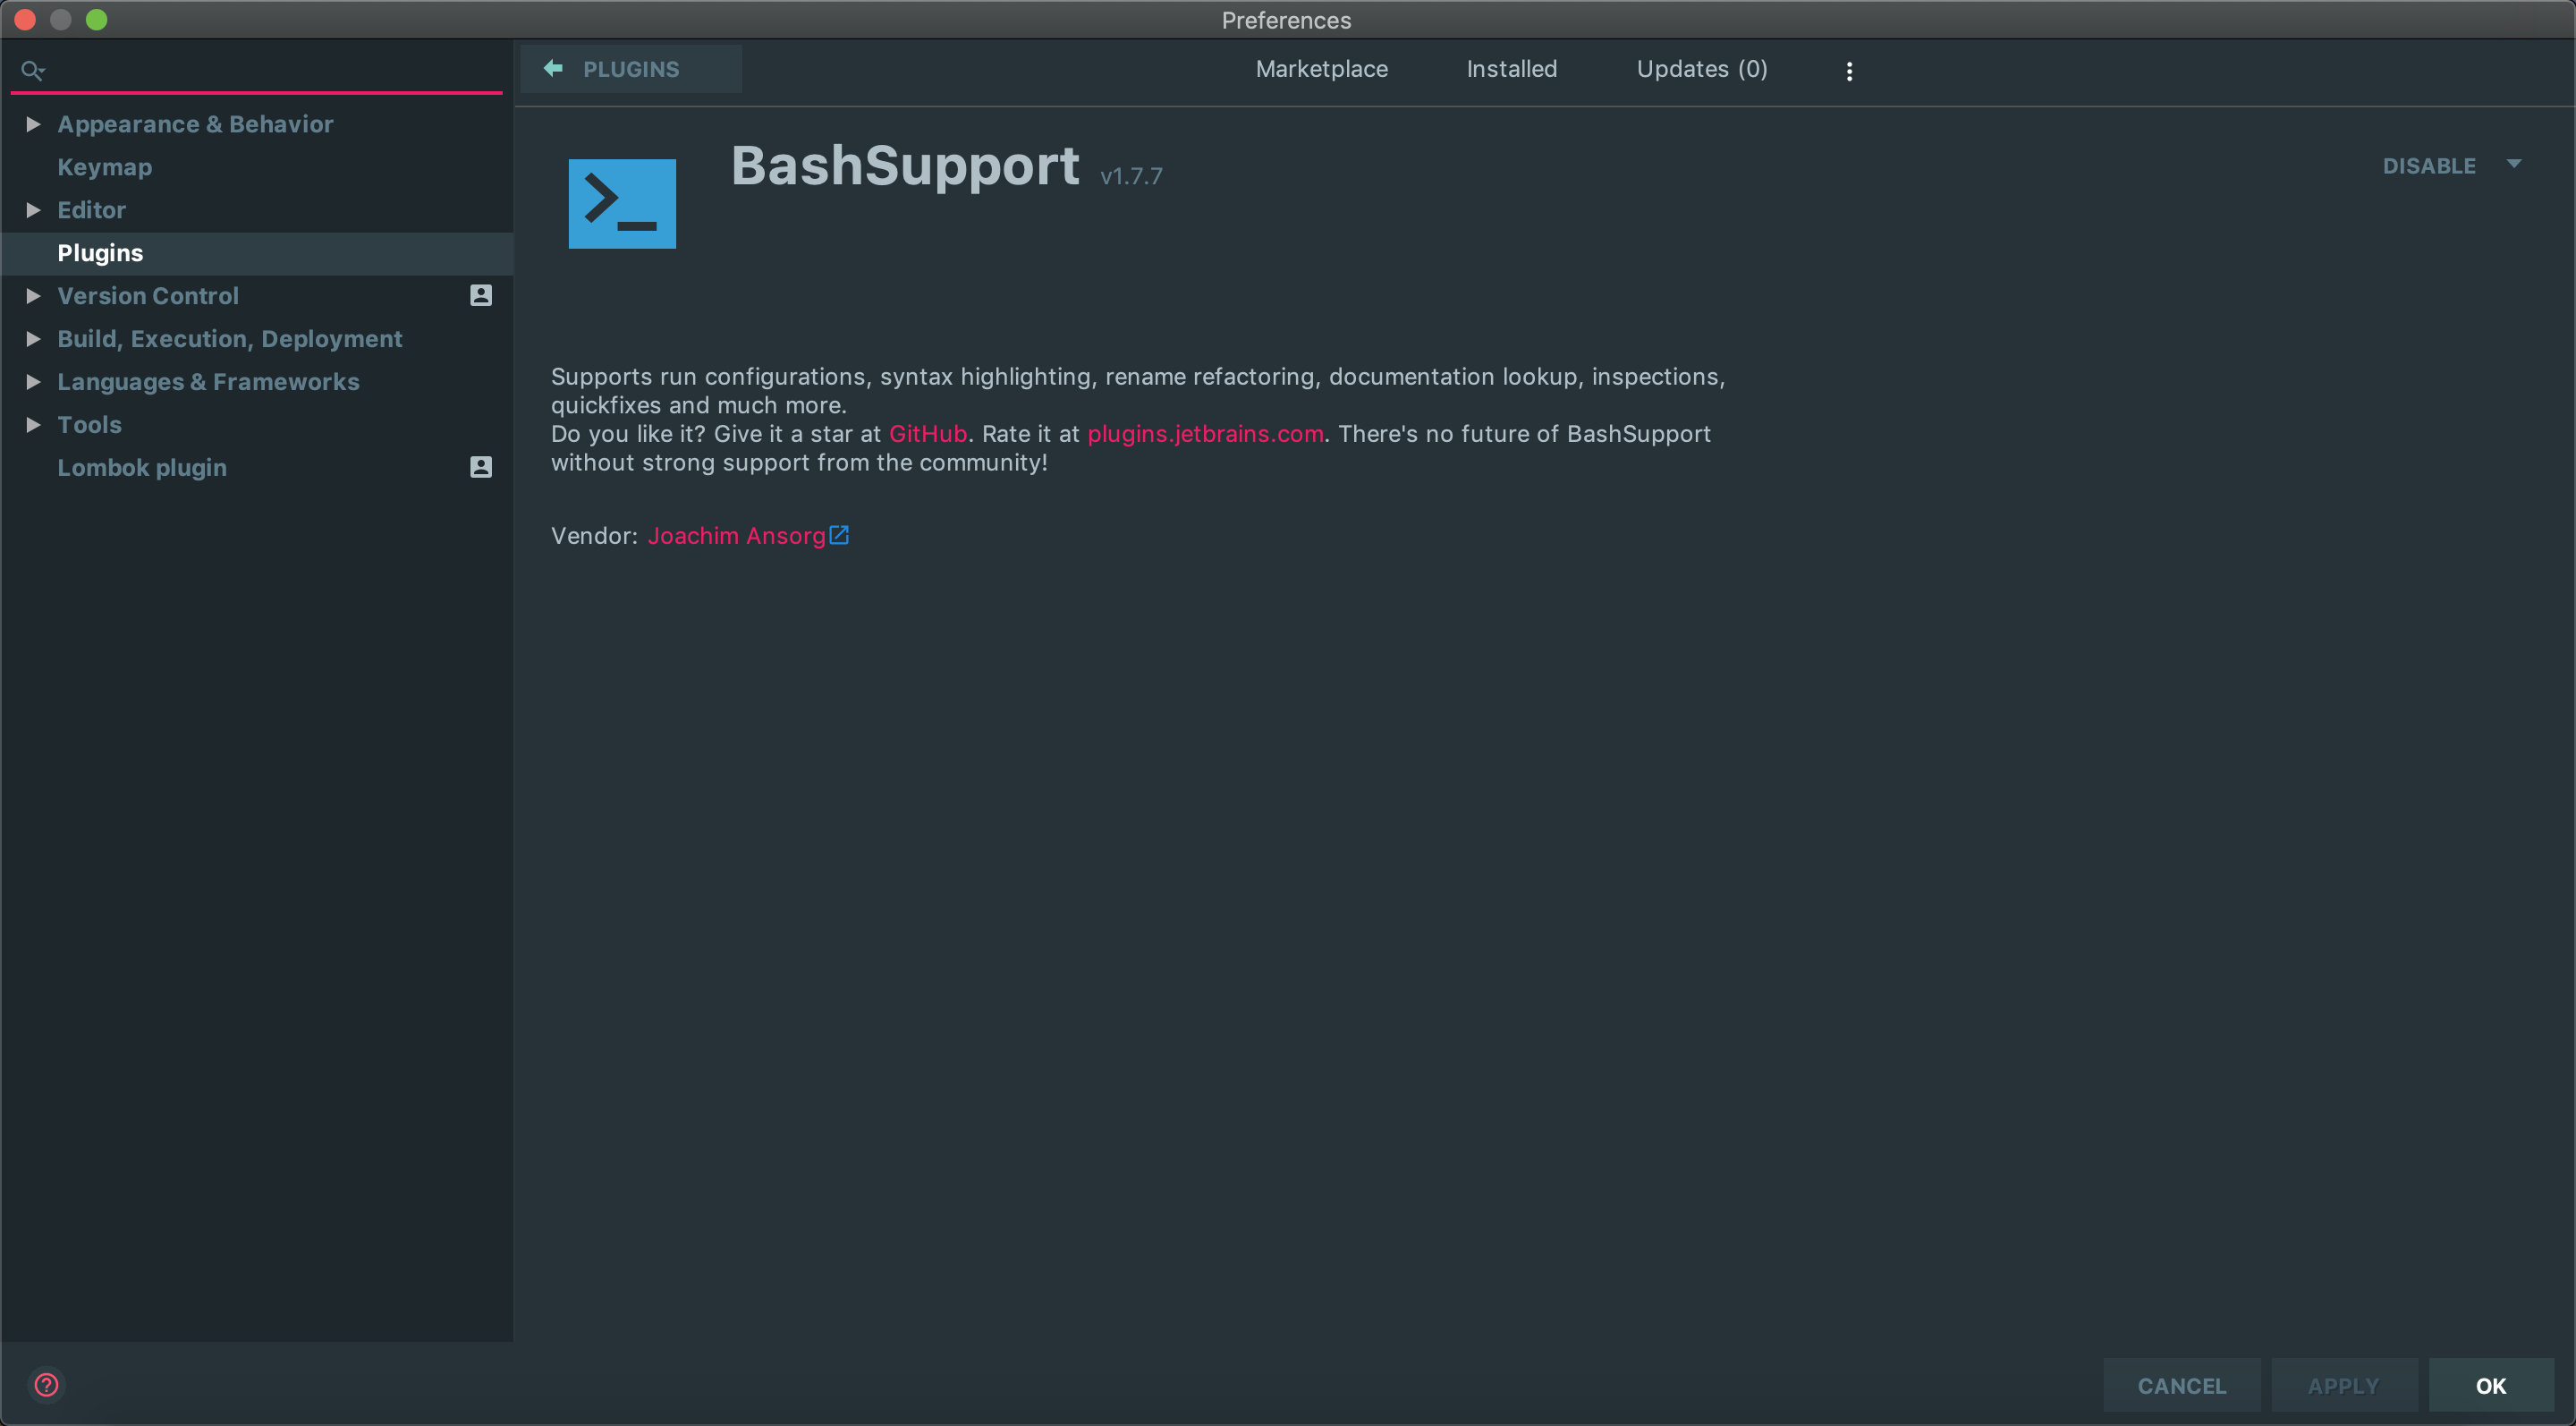 Preferences
PLUGINS
Marketplace
Installed
Updates (0)
Appearance & Behavior
Keymap
Editor
Plugins
Version Control
Build, Execution, Deployment
Languages & Frameworks
Tools
Lombok plugin
BashSupport v1.7.7
DISABLE
Supports run configurations, syntax highlighting, rename refactoring, documentation lookup, inspections,
quickfixes and much more.
Do you like it? Give it a star at GitHub. Rate it at plugins.jetbrains.com. There's no future of BashSupport
without strong support from the community!
Vendor: Joachim Ansorg
CANCEL
APPLY
OK